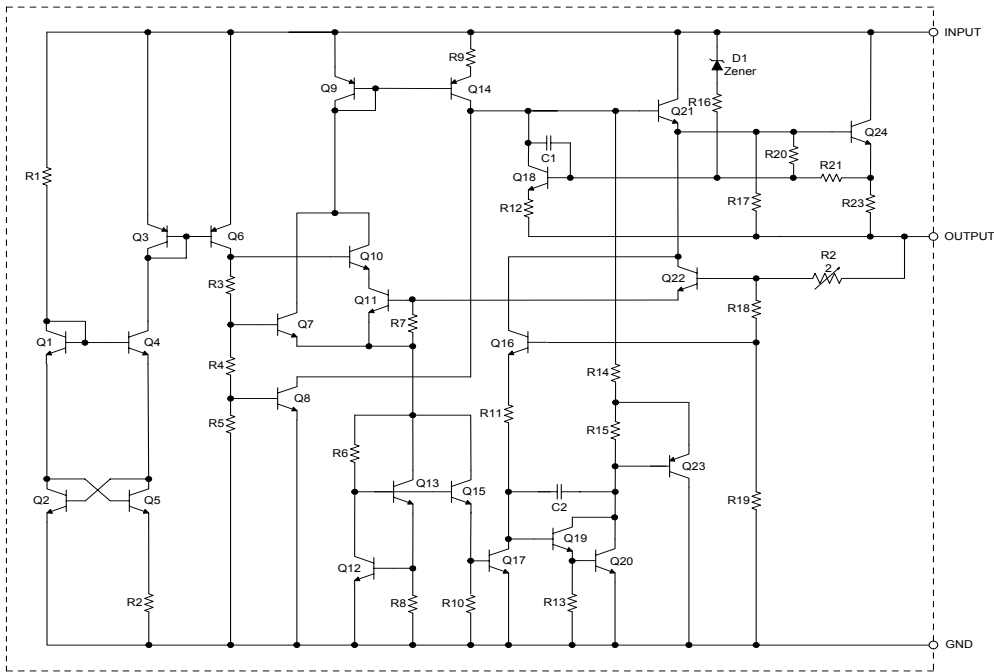 INPUT
R9
D1
Zener
Q9
Q14
R16
Q21
Q24
C1
R20
R21
R1
Q18
R12
R17
R23
Q3
Q6
OUTPUT
Q10
R2
2
R3
Q22
Q11
R18
R7
Q7
Q1
Q4
Q16
R14
R4
Q8
R11
R5
R15
R6
Q23
Q13
Q15
Q2
Q5
R19
C2
Q19
Q12
Q17
Q20
R2
R8
R10
R13
GND